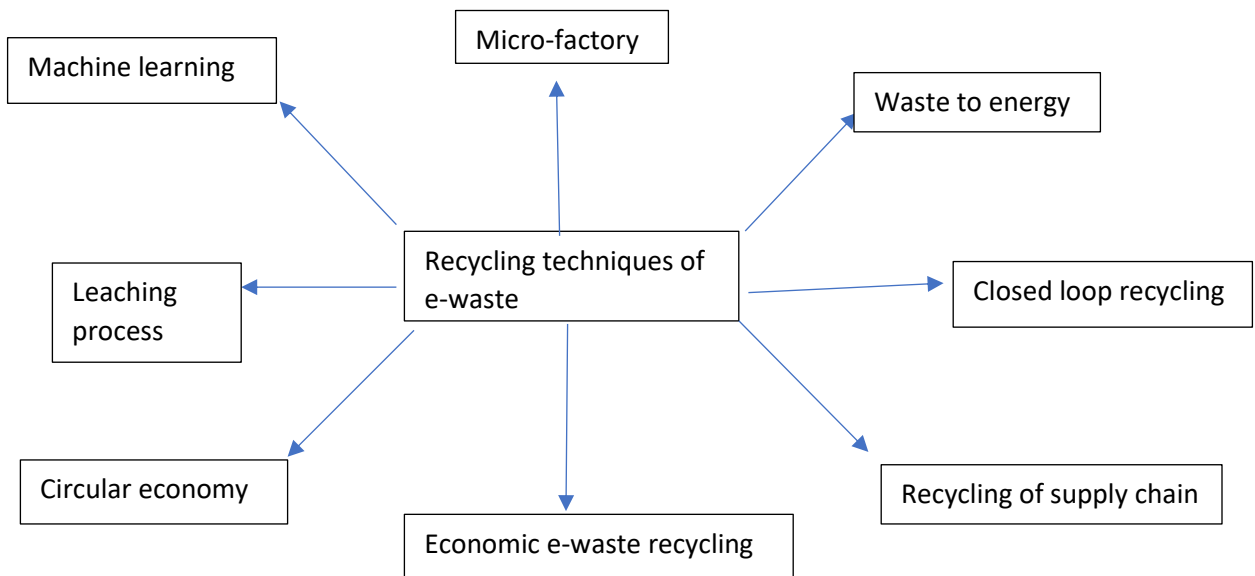 Micro-factory
Machine learning
Waste to energy
Recycling techniques of
e-waste
Leaching
process
Closed loop recycling
Circular economy
Recycling of supply chain
Economic e-waste recycling